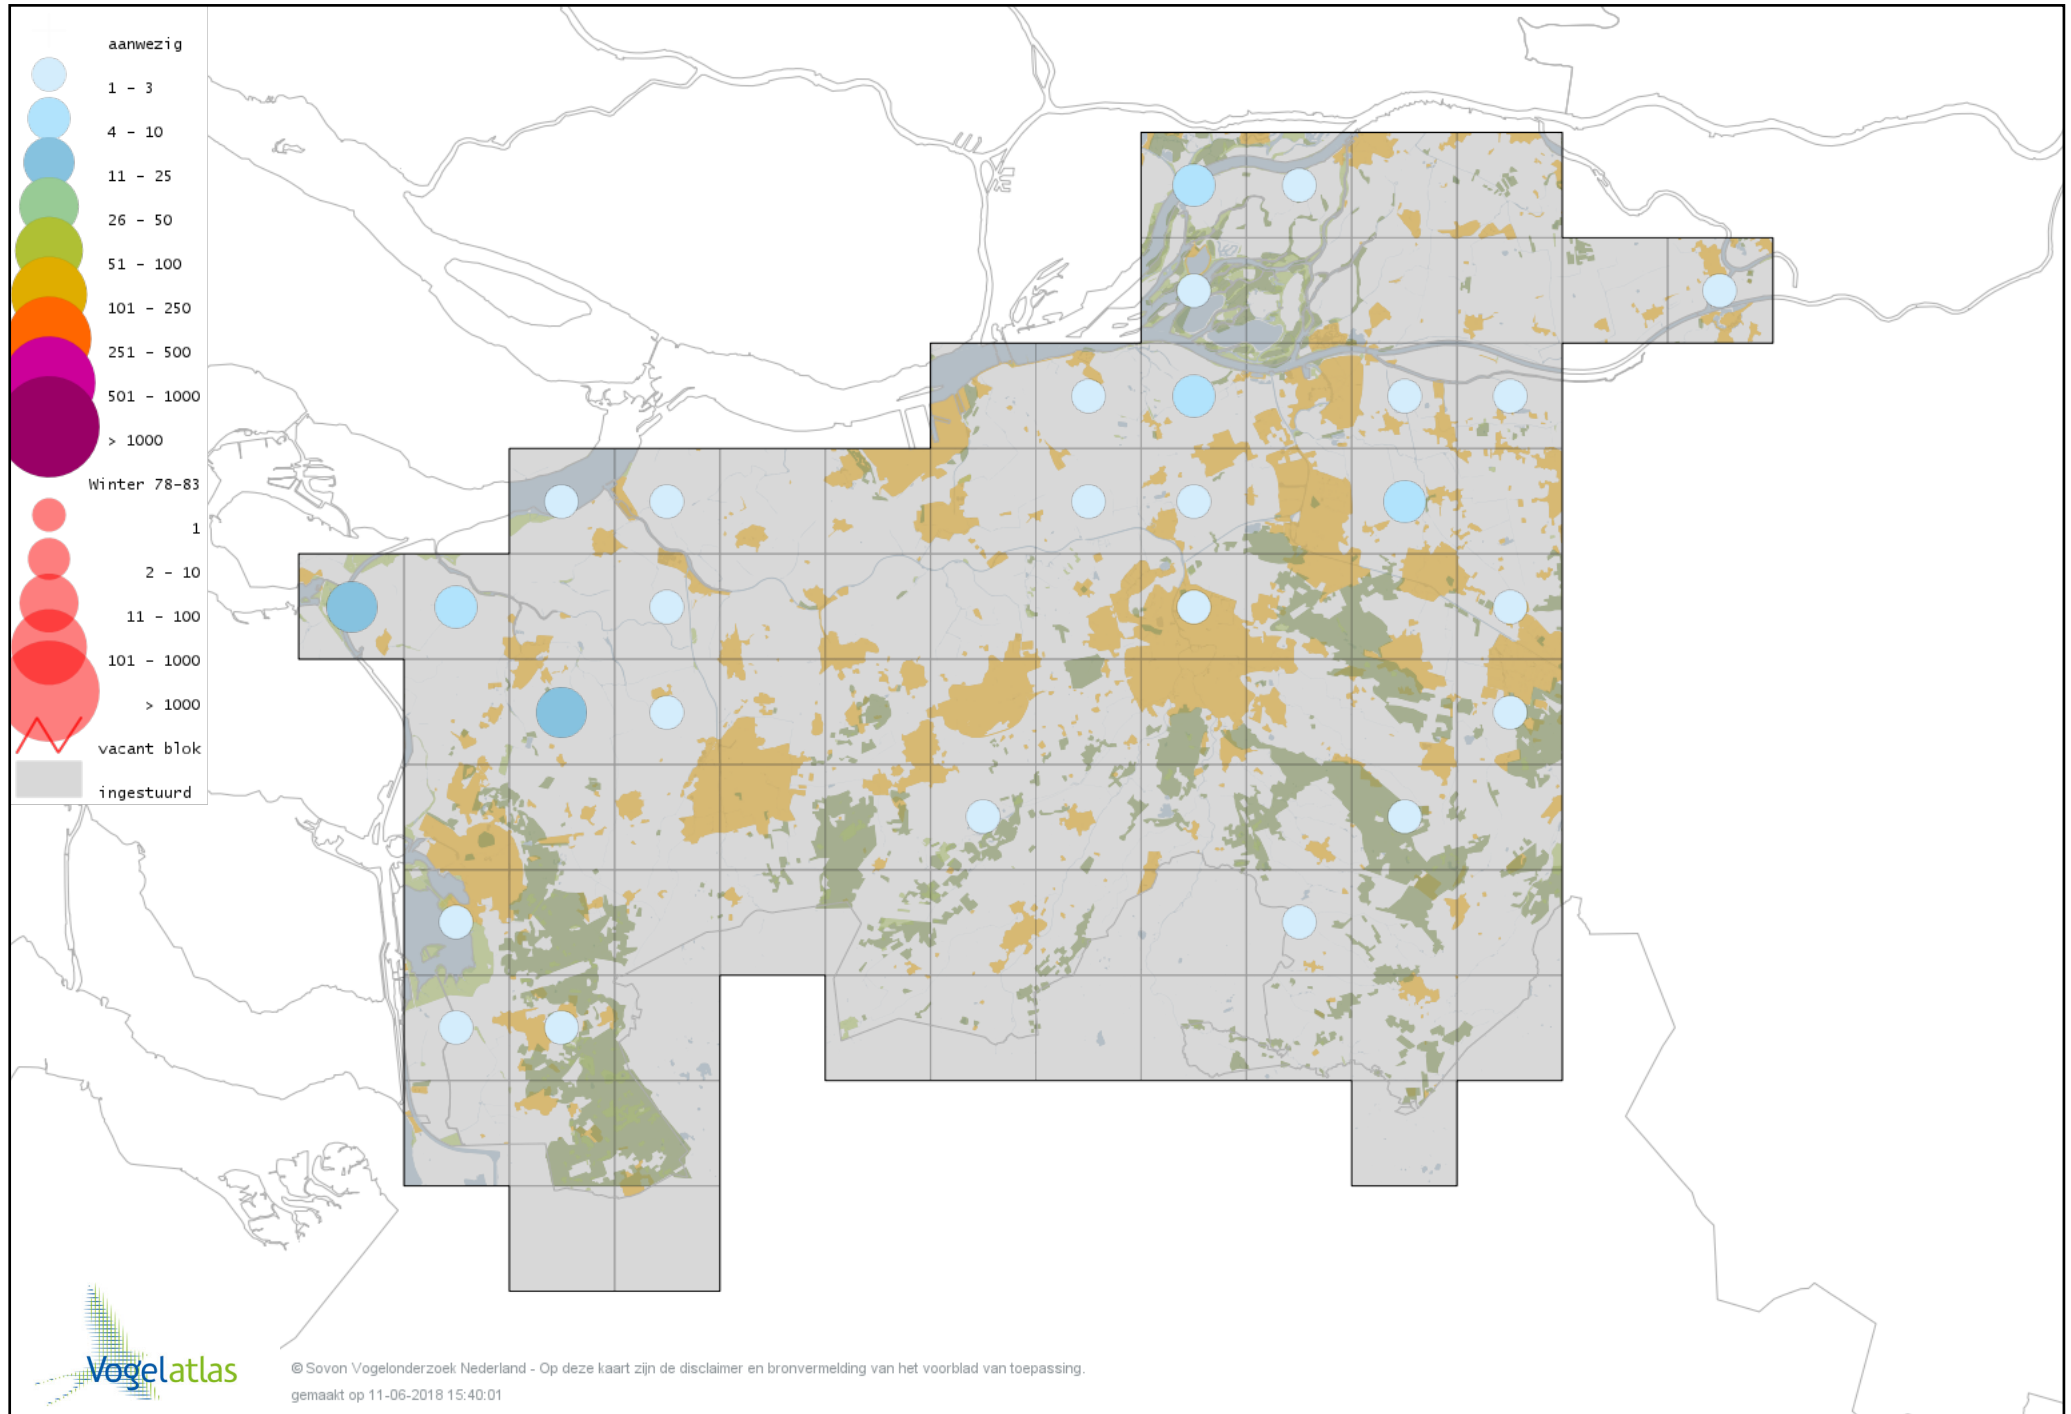 aanwezig
1 – 3
4 – 10
11 – 25
26 – 50
51 – 100
101 – 250
251 – 500
501 – 1000
> 1000
Winter 78-83
1
2 – 10
11 – 100
101 – 1000
> 1000
vacant blok
ingestuurd
Vogelatlas
© Sovon Vogelonderzoek Nederland - Op deze kaart zijn de disclaimer en bronvermelding van het voorblad van toepassing.
gemaakt op 11-06-2018 15:40:01